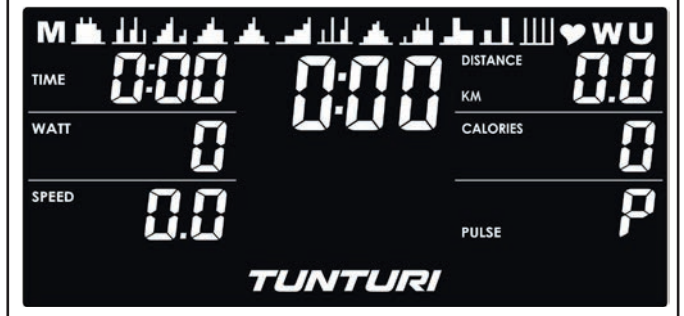 M ♥ W U
TIME 0:00
0:00
DISTANCE
KM 0.0
WATT 0
CALORIES 0
SPEED 0.0
PULSE P
TUNTURI